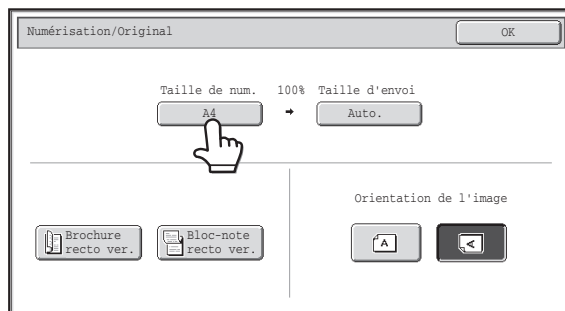 Numérisation/Original
OK
Taille de num. 100% Taille d'envoi
A4
Auto.
Orientation de l'image
Brochure
recto ver.
Bloc-note
recto ver.
A
A